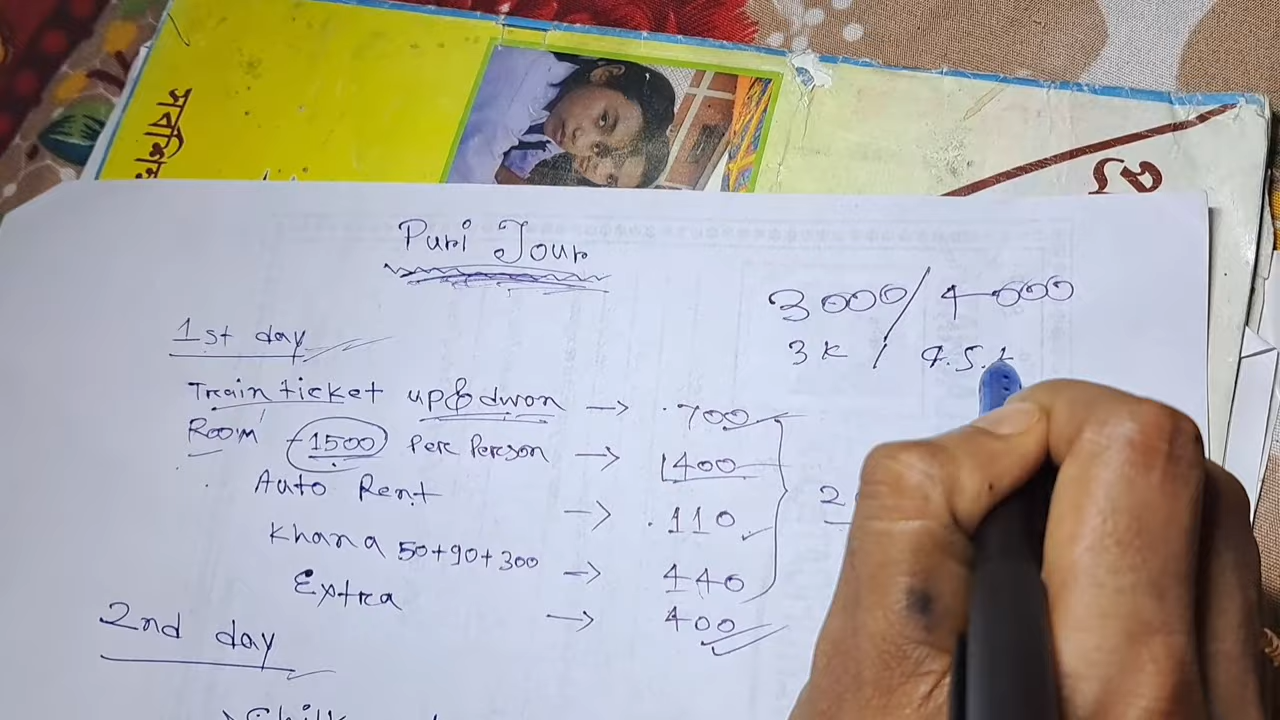 Puri Tour
3000/4000
3k / 4.5.
1st day
Train ticket up & dwon → 700
Room - 1500 Per Person → 1400
Auto Rent → 110
Khana 50+90+300 → 440
Extra → 400
2nd day